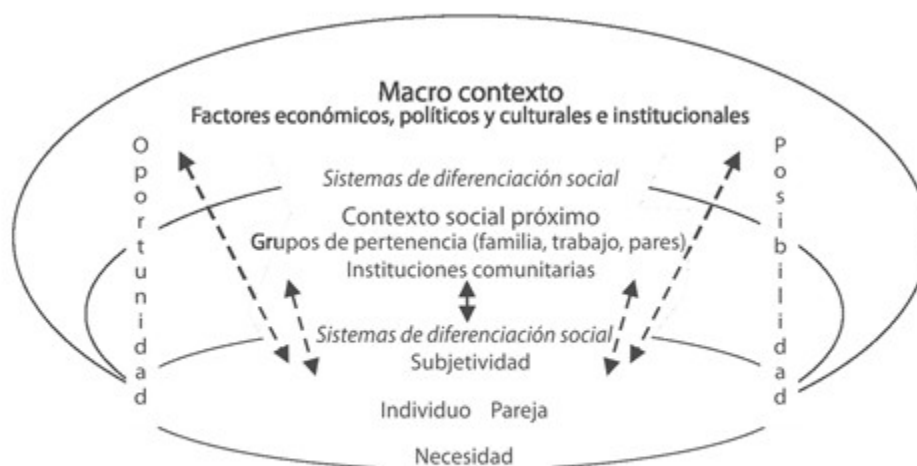 Macro contexto
Factores económicos, políticos y culturales e institucionales
Oportunidad
Posibilidad
Sistemas de diferenciación social
Contexto social próximo
Grupos de pertenencia (familia, trabajo, pares)
Instituciones comunitarias
Sistemas de diferenciación social
Subjetividad
Individuo Pareja
Necesidad